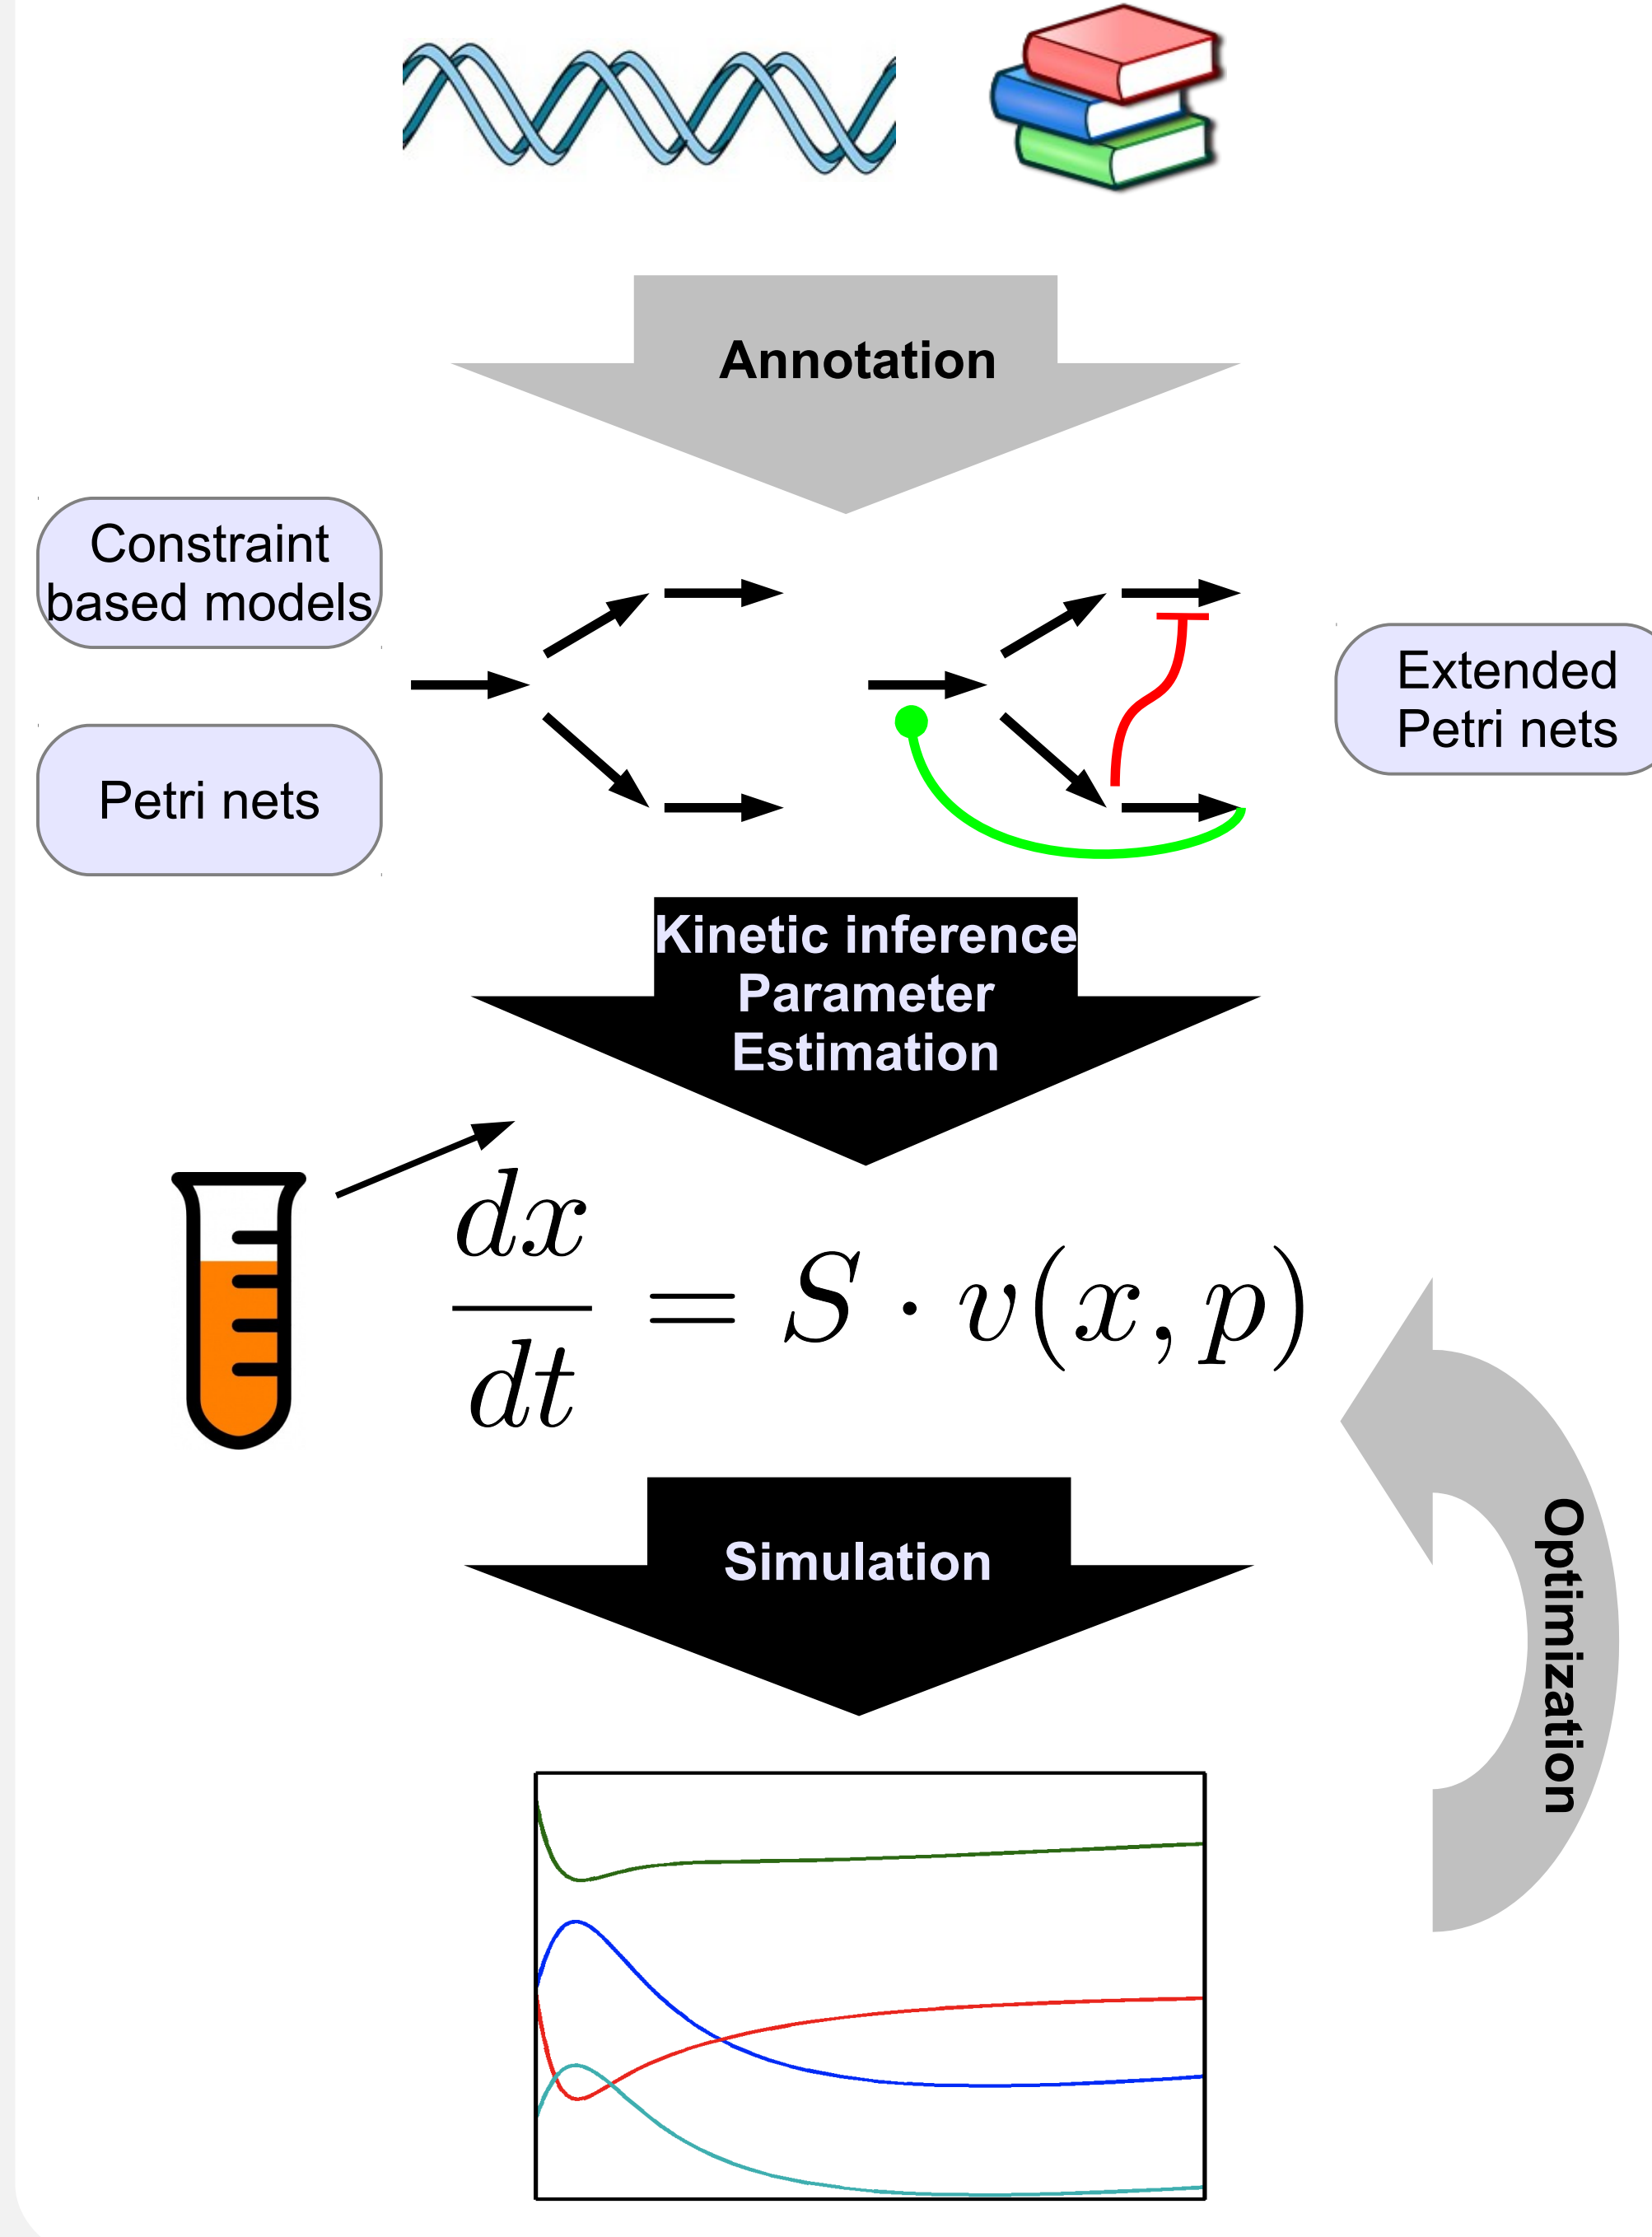 Annotation
Constraint
based models
Petri nets
Extended
Petri nets
Kinetic inference
Parameter
Estimation
dx/dt = S · v(x, p)
Simulation
Optimization